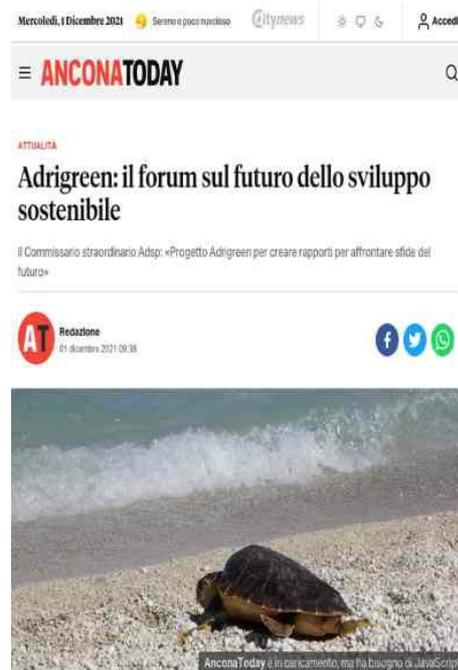 Mercoledì, 1 Dicembre 2021 Sereno o poco nuvoloso Citynews Accedi
ANCONATODAY
ATTUALITÀ
Adrigreen: il forum sul futuro dello sviluppo
sostenibile
Il Commissario straordinario Adsp: «Progetto Adrigreen per creare rapporti per affrontare sfide del
futuro»
AT
Redazione
01 dicembre 2021 09:38
AnconaToday è in caricamento, ma ha bisogno di JavaScript